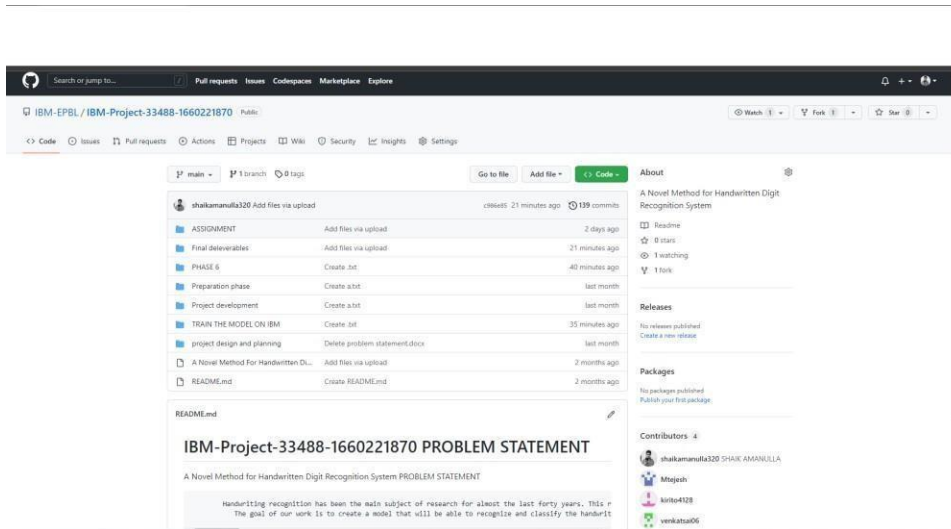 Search or jump to... / Pull requests Issues Codespaces Marketplace Explore
IBM-EPBL / IBM-Project-33488-1660221870 Public
Watch 1 Fork 1 Star 0
Code Issues Pull requests Actions Projects Wiki Security Insights Settings
main 1 branch 0 tags Go to file Add file Code
shaikamanulla320 Add files via upload 21 minutes ago 139 commits
ASSIGNMENT Add files via upload 2 days ago
Final deleverables Add files via upload 21 minutes ago
PHASE 6 Create .txt 40 minutes ago
Preparation phase Create a.txt last month
Project development Create a.txt last month
TRAIN THE MODEL ON IBM Create .txt 35 minutes ago
project design and planning Delete problem statement.docx last month
A Novel Method For Handwritten Di... Add files via upload 2 months ago
README.md Create README.md 2 months ago
README.md
IBM-Project-33488-1660221870 PROBLEM STATEMENT
A Novel Method for Handwritten Digit Recognition System PROBLEM STATEMENT
Handwriting recognition has been the main subject of research for almost the last forty years. This r
The goal of our work is to create a model that will be able to recognize and classify the handwrit
About
A Novel Method for Handwritten Digit
Recognition System
Readme
0 stars
1 watching
1 fork
Releases
No releases published
Create a new release
Packages
No packages published
Publish your first package
Contributors 4
shaikamanulla320 SHAIK AMANULLA
Mtejesh
kirito4128
venkatsai06